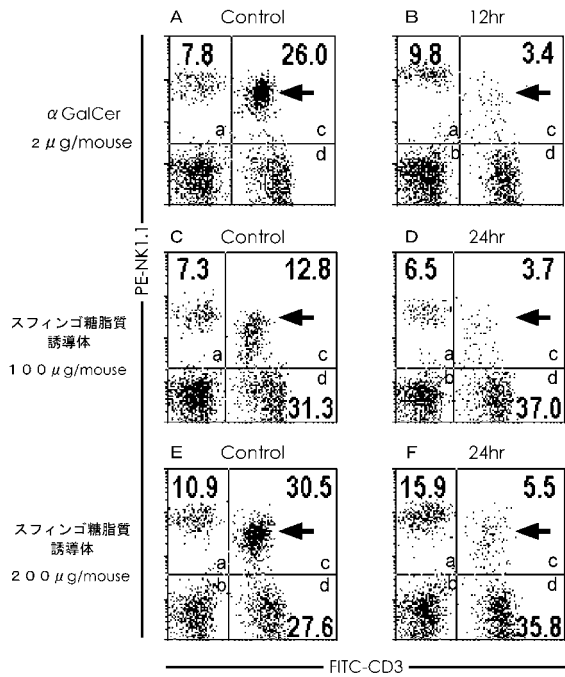 A Control
B 12hr
7.8 26.0
a c
d
9.8 3.4
a c
b d
αGalCer
2μg/mouse
PE-NK1.1
C Control
D 24hr
7.3 12.8
a c
d
31.3
6.5 3.7
a c
b d
37.0
スフィンゴ糖脂質
誘導体
100μg/mouse
E Control
F 24hr
10.9 30.5
a c
b d
27.6
15.9 5.5
a c
b d
35.8
スフィンゴ糖脂質
誘導体
200μg/mouse
FITC-CD3